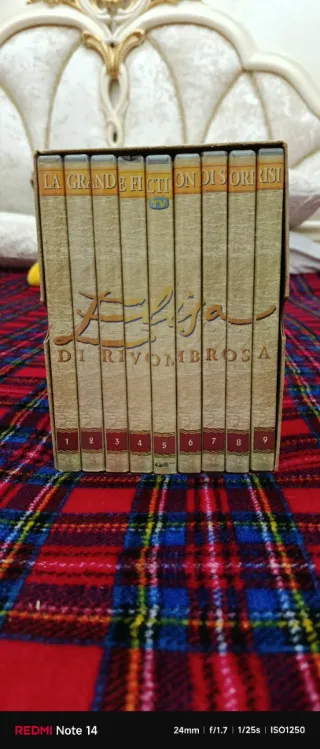 LA GRANDE FICTION DI SORRISI
TV
Elisa
DI RIVOMBROSA
1 2 3 4 5 6 7 8 9
REDMI Note 14
24mm | f/1.7 | 1/25s | ISO1250